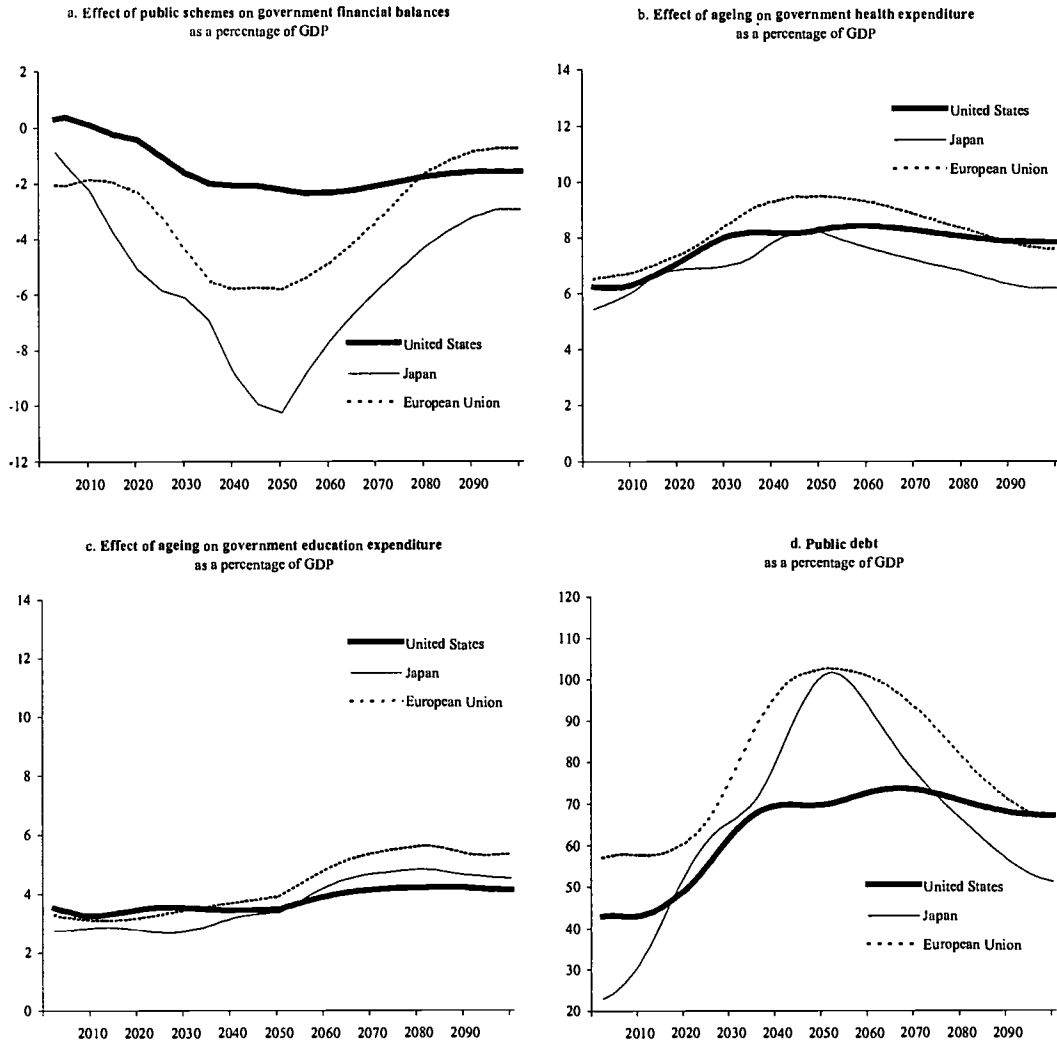 a. Effect of public schemes on government financial balances
as a percentage of GDP
2
0
-2
-4
-6
-8
-10
-12
United States
Japan
European Union
2010 2020 2030 2040 2050 2060 2070 2080 2090
b. Effect of ageing on government health expenditure
as a percentage of GDP
14
12
10
8
6
4
2
0
United States
Japan
European Union
2010 2020 2030 2040 2050 2060 2070 2080 2090
c. Effect of ageing on government education expenditure
as a percentage of GDP
14
12
10
8
6
4
2
0
United States
Japan
European Union
2010 2020 2030 2040 2050 2060 2070 2080 2090
d. Public debt
as a percentage of GDP
120
110
100
90
80
70
60
50
40
30
20
United States
Japan
European Union
2010 2020 2030 2040 2050 2060 2070 2080 2090